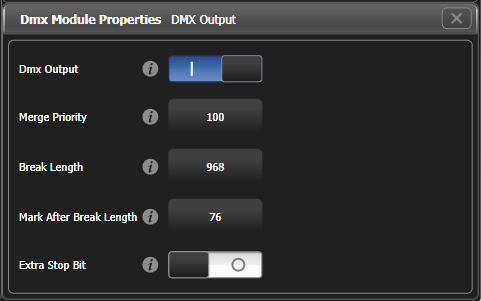 Dmx Module Properties DMX Output
Dmx Output
Merge Priority 100
Break Length 968
Mark After Break Length 76
Extra Stop Bit